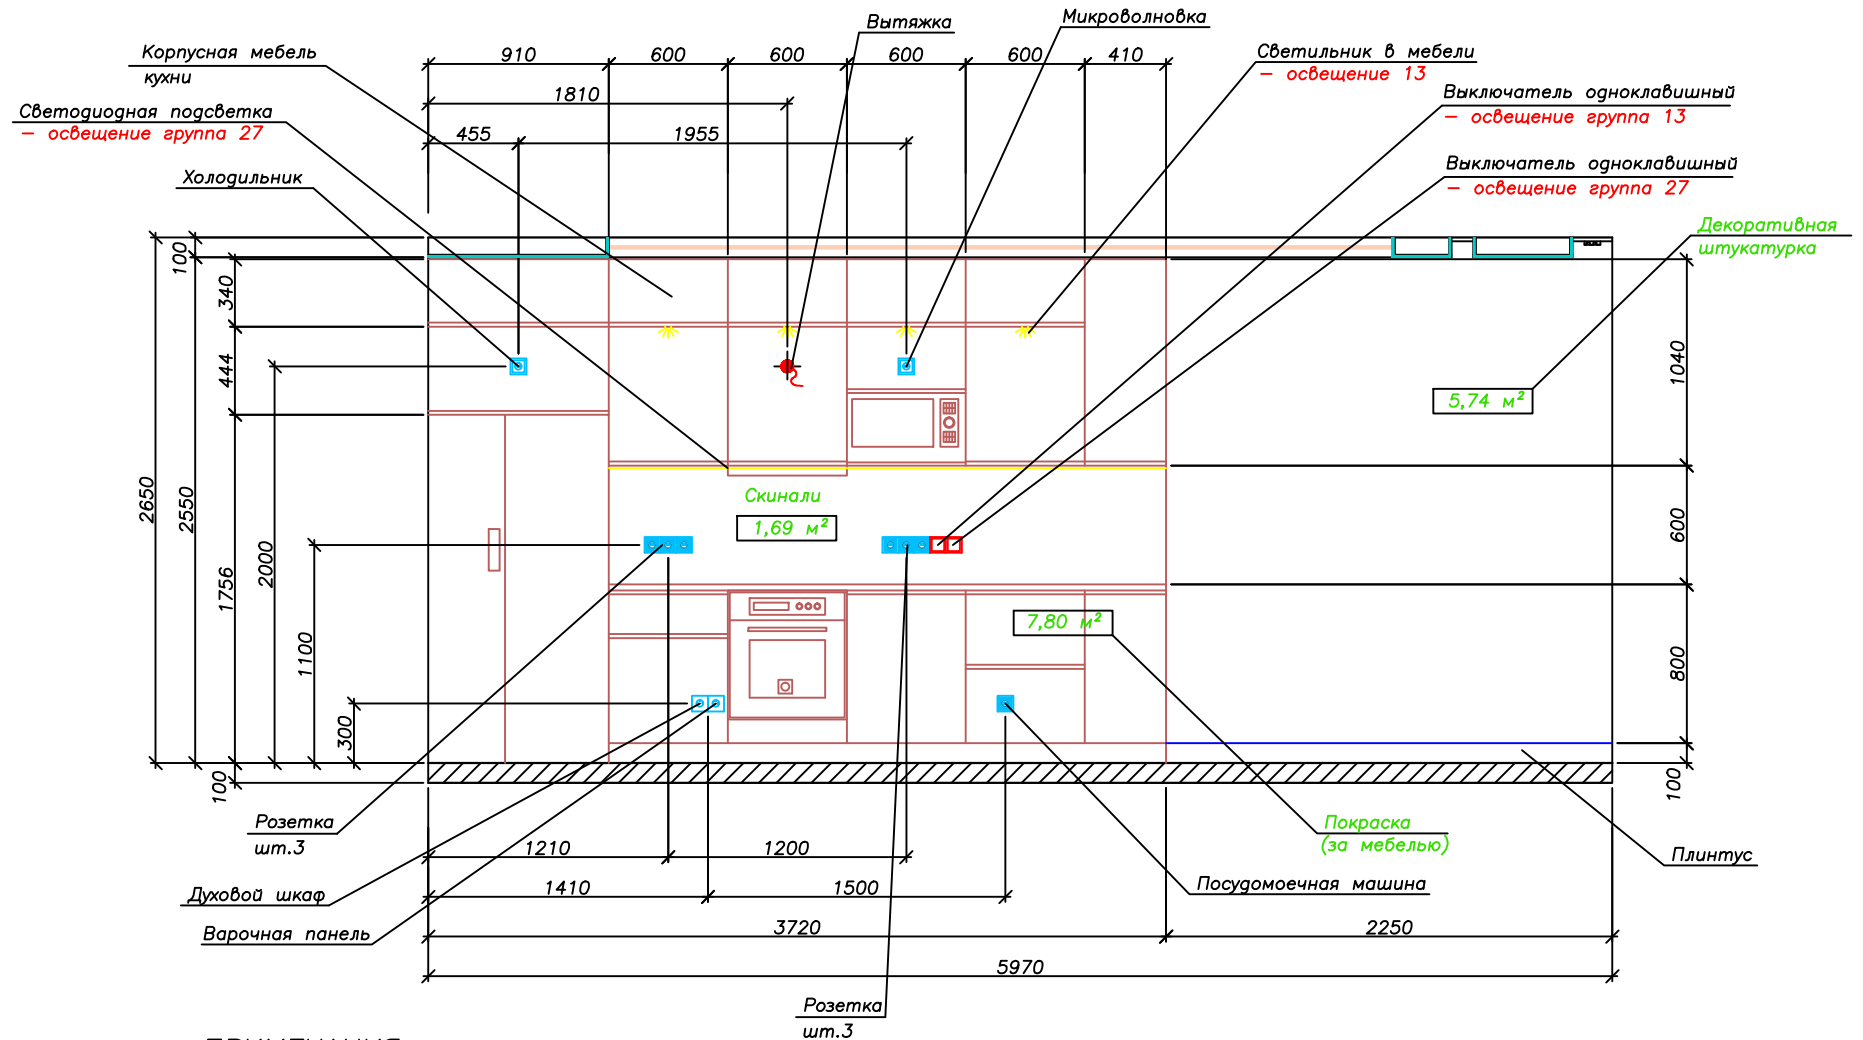 Вытяжка
Микроволновка
Корпусная мебель
кухни
910
600
600
600
600
410
Светильник в мебели
– освещение 13
1810
Светодиодная подсветка
– освещение группа 27
455
1955
Выключатель одноклавишный
– освещение группа 13
Холодильник
Выключатель одноклавишный
– освещение группа 27
Декоративная
штукатурка
100
340
444
1040
5,74 м²
2650
2550
Скинали
1,69 м²
600
2000
1756
1100
7,80 м²
800
300
100
100
Розетка
шт.3
1210
1200
Покраска
(за мебелью)
Плинтус
Духовой шкаф
1410
1500
Посудомоечная машина
Варочная панель
3720
2250
5970
Розетка
шт.3